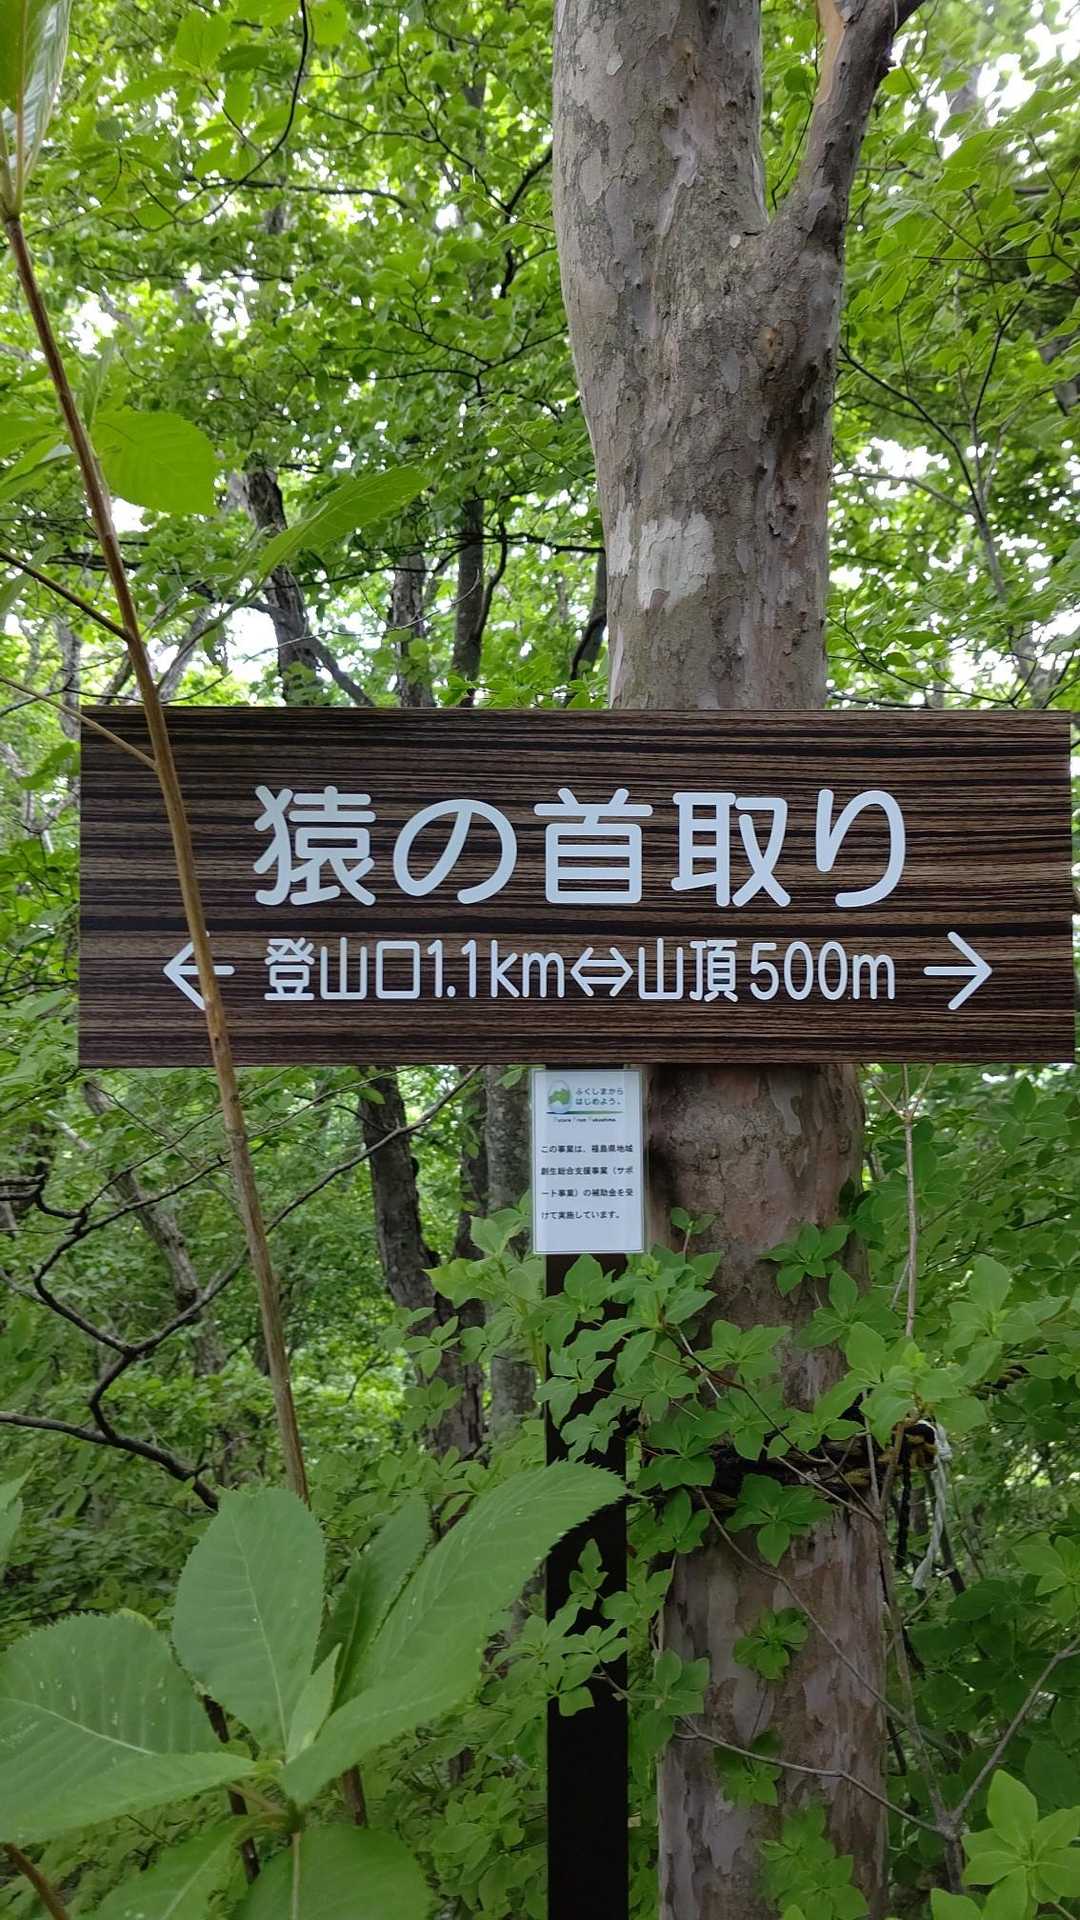 猿の首取り
← 登山口1.1km⇔山頂500m →
ふくしまから
はじめよう。
Future From Fukushima.
この事業は、福島県地域
創生総合支援事業（サポ
ート事業）の補助金を受
けて実施しています。